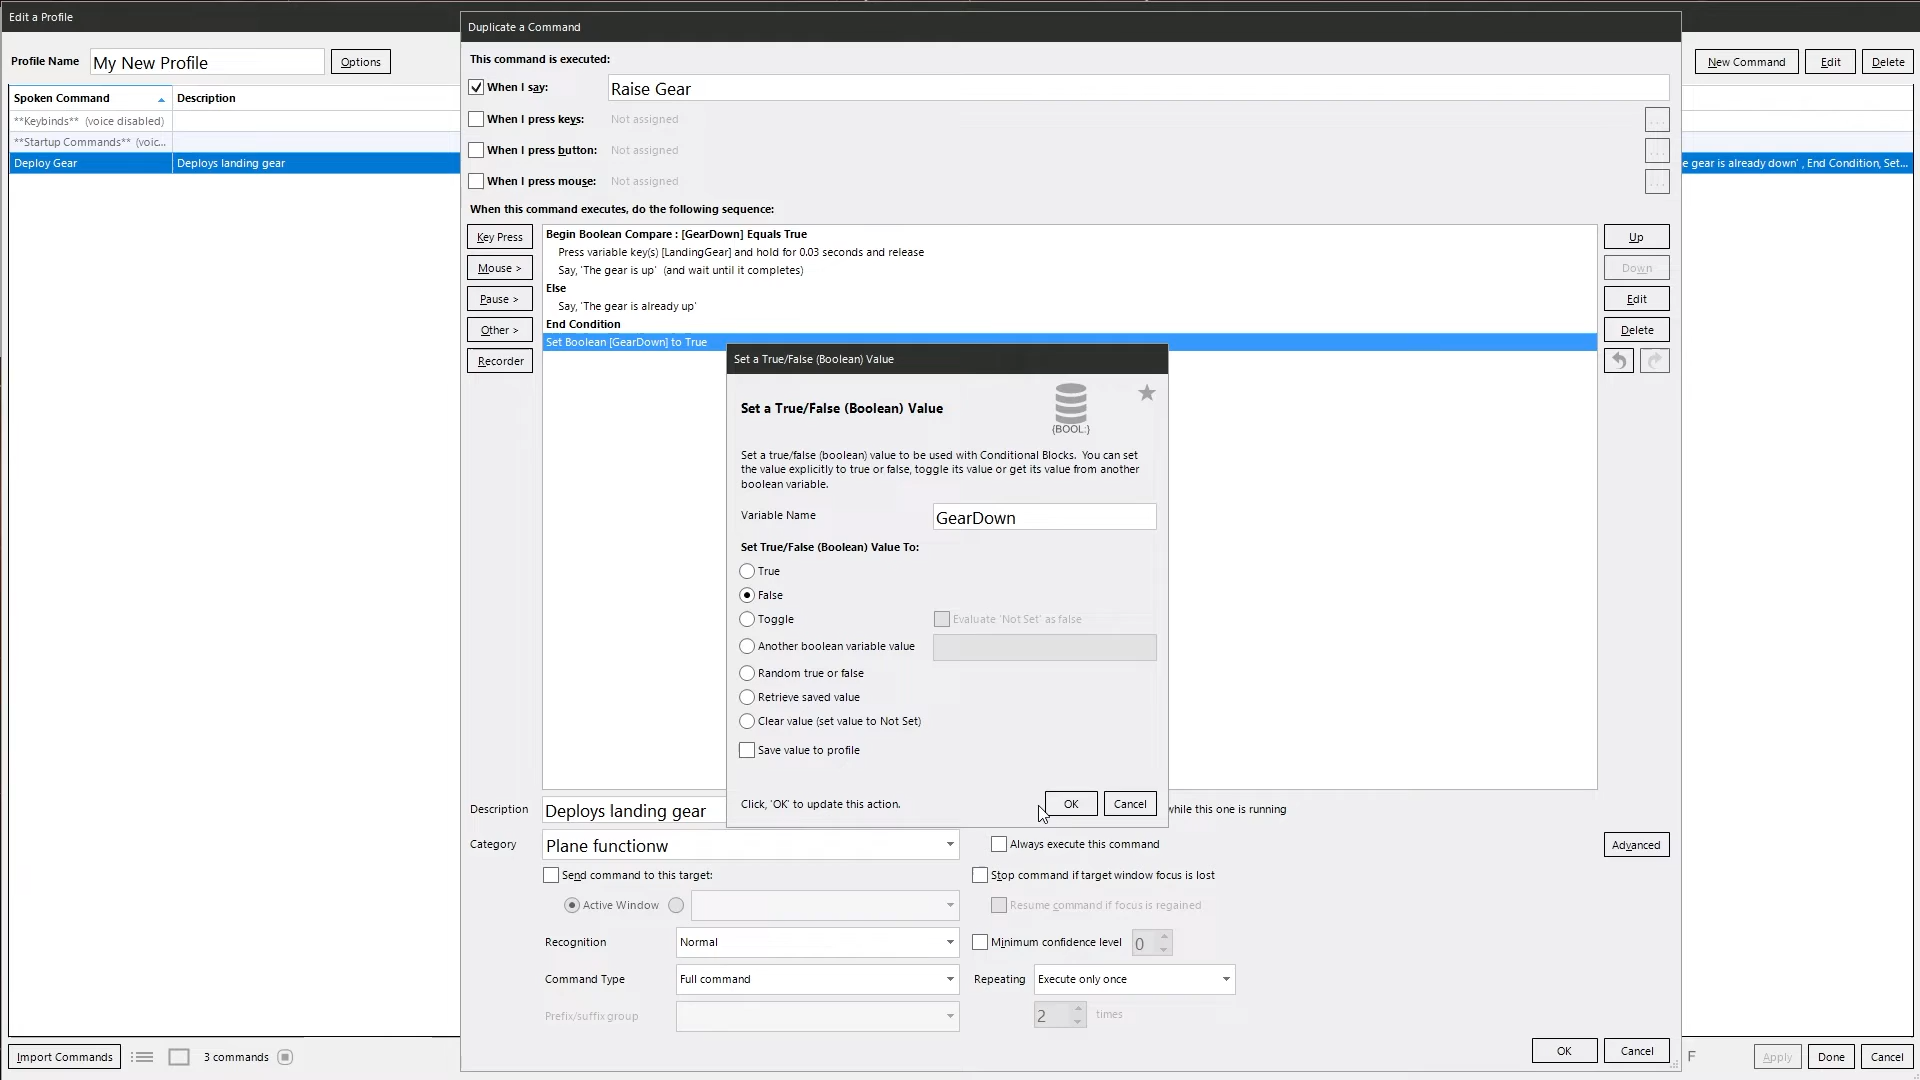 Edit a Profile
Profile Name
My New Profile
Options
New Command
Edit
Delete
Spoken Command
Description
**Keybinds** (voice disabled)
**Startup Commands** (voic...
Deploy Gear
Deploys landing gear
e gear is already down' , End Condition, Set...
Duplicate a Command
This command is executed:
When I say:
Raise Gear
When I press keys:
Not assigned
...
When I press button:
Not assigned
...
When I press mouse:
Not assigned
...
When this command executes, do the following sequence:
Key Press
Mouse >
Pause >
Other >
Recorder
Begin Boolean Compare : [GearDown] Equals True
Press variable key(s) [LandingGear] and hold for 0.03 seconds and release
Say, 'The gear is up' (and wait until it completes)
Else
Say, 'The gear is already up'
End Condition
Set Boolean [GearDown] to True
Up
Down
Edit
Delete
Set a True/False (Boolean) Value
Set a True/False (Boolean) Value
{BOOL:}
Set a true/false (boolean) value to be used with Conditional Blocks. You can set
the value explicitly to true or false, toggle its value or get its value from another
boolean variable.
Variable Name
GearDown
Set True/False (Boolean) Value To:
True
False
Toggle
Evaluate 'Not Set' as false
Another boolean variable value
Random true or false
Retrieve saved value
Clear value (set value to Not Set)
Save value to profile
Click, 'OK' to update this action.
OK
Cancel
Description
Deploys landing gear
while this one is running
Category
Plane functionw
Always execute this command
Advanced
Send command to this target:
Stop command if target window focus is lost
Active Window
Resume command if focus is regained
Recognition
Normal
Minimum confidence level
0
Command Type
Full command
Repeating
Execute only once
Prefix/suffix group
2
times
OK
Cancel
Import Commands
3 commands
F
Apply
Done
Cancel